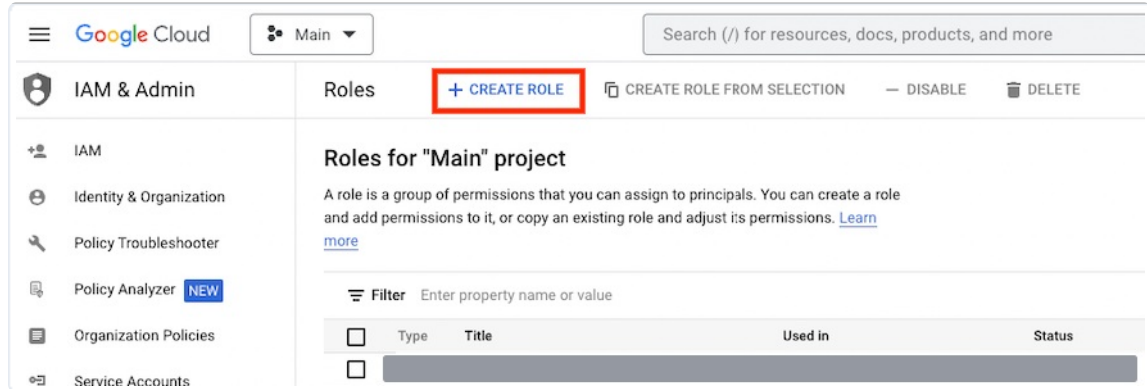 Google Cloud
Main
Search (/) for resources, docs, products, and more
IAM & Admin
Roles
+ CREATE ROLE
CREATE ROLE FROM SELECTION
— DISABLE
DELETE
IAM
Identity & Organization
Policy Troubleshooter
Policy Analyzer NEW
Organization Policies
Service Accounts
Roles for "Main" project
A role is a group of permissions that you can assign to principals. You can create a role
and add permissions to it, or copy an existing role and adjust its permissions. Learn
more
Filter Enter property name or value
Type Title Used in Status